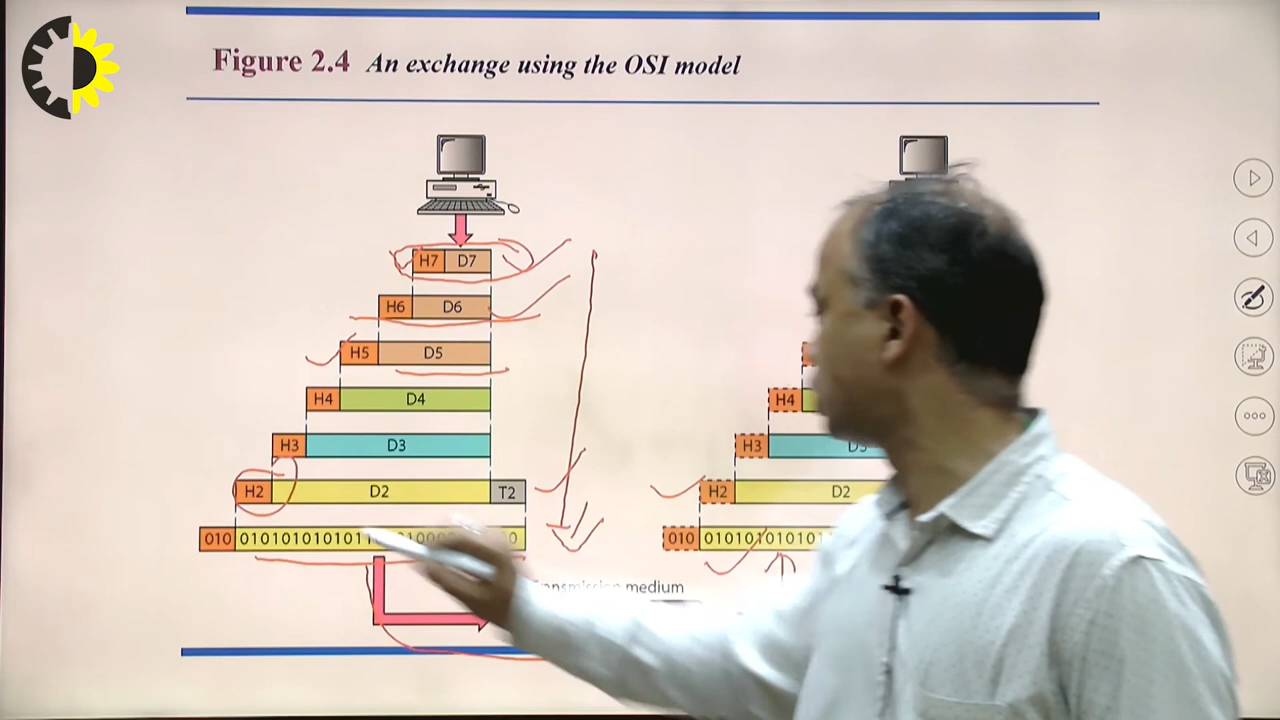 Figure 2.4 An exchange using the OSI model
H7 D7
H6 D6
H5 D5
H4 D4 H4
H3 D3 H3 D3
H2 D2 T2 H2 D2
010 010
medium